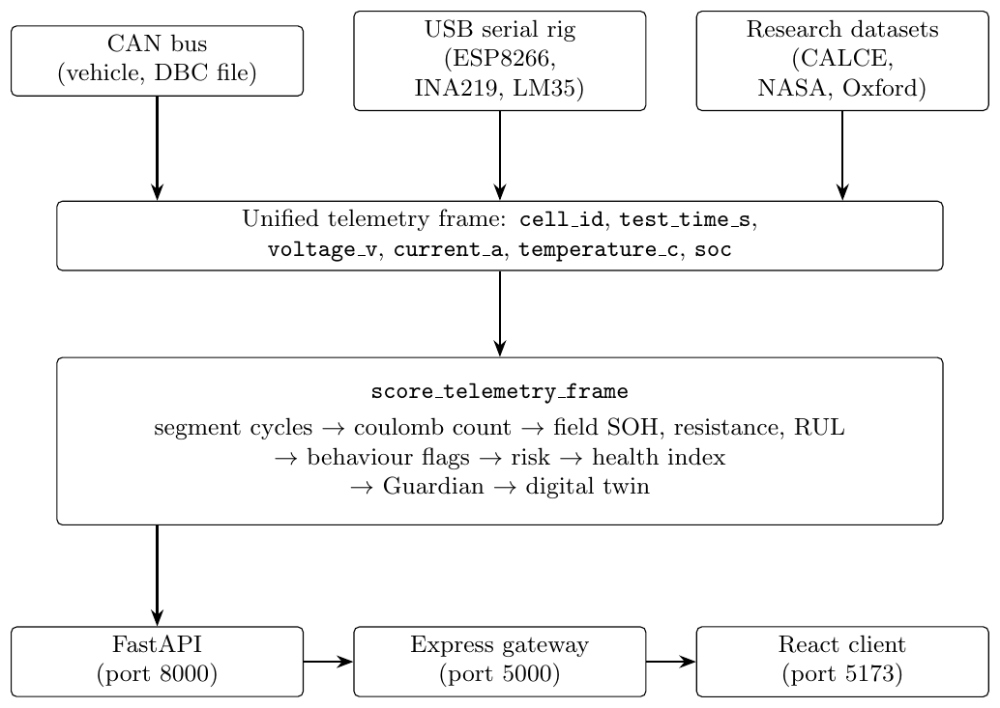 CAN bus
(vehicle, DBC file)
USB serial rig
(ESP8266,
INA219, LM35)
Research datasets
(CALCE,
NASA, Oxford)
Unified telemetry frame: cell_id, test_time_s,
voltage_v, current_a, temperature_c, soc
score_telemetry_frame
segment cycles → coulomb count → field SOH, resistance, RUL
→ behaviour flags → risk → health index
→ Guardian → digital twin
FastAPI
(port 8000)
Express gateway
(port 5000)
React client
(port 5173)